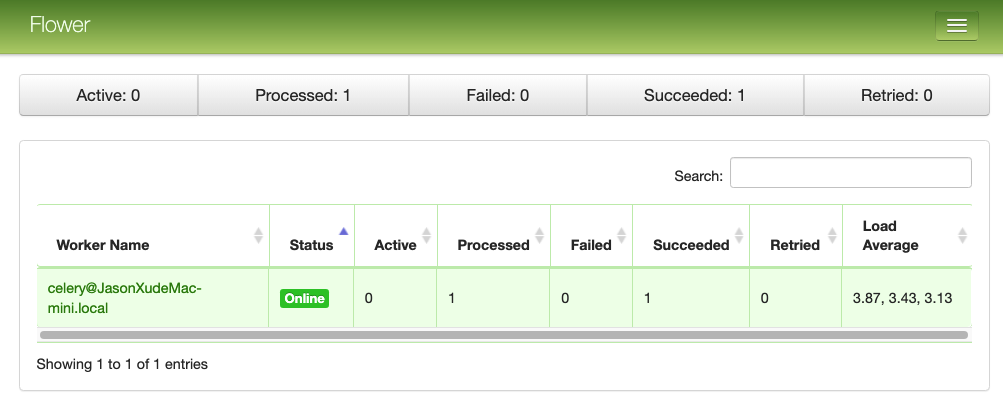 Flower
Active: 0 Processed: 1 Failed: 0 Succeeded: 1 Retried: 0
Search:
Worker Name Status Active Processed Failed Succeeded Retried Load Average
celery@JasonXudeMac-mini.local Online 0 1 0 1 0 3.87, 3.43, 3.13
Showing 1 to 1 of 1 entries